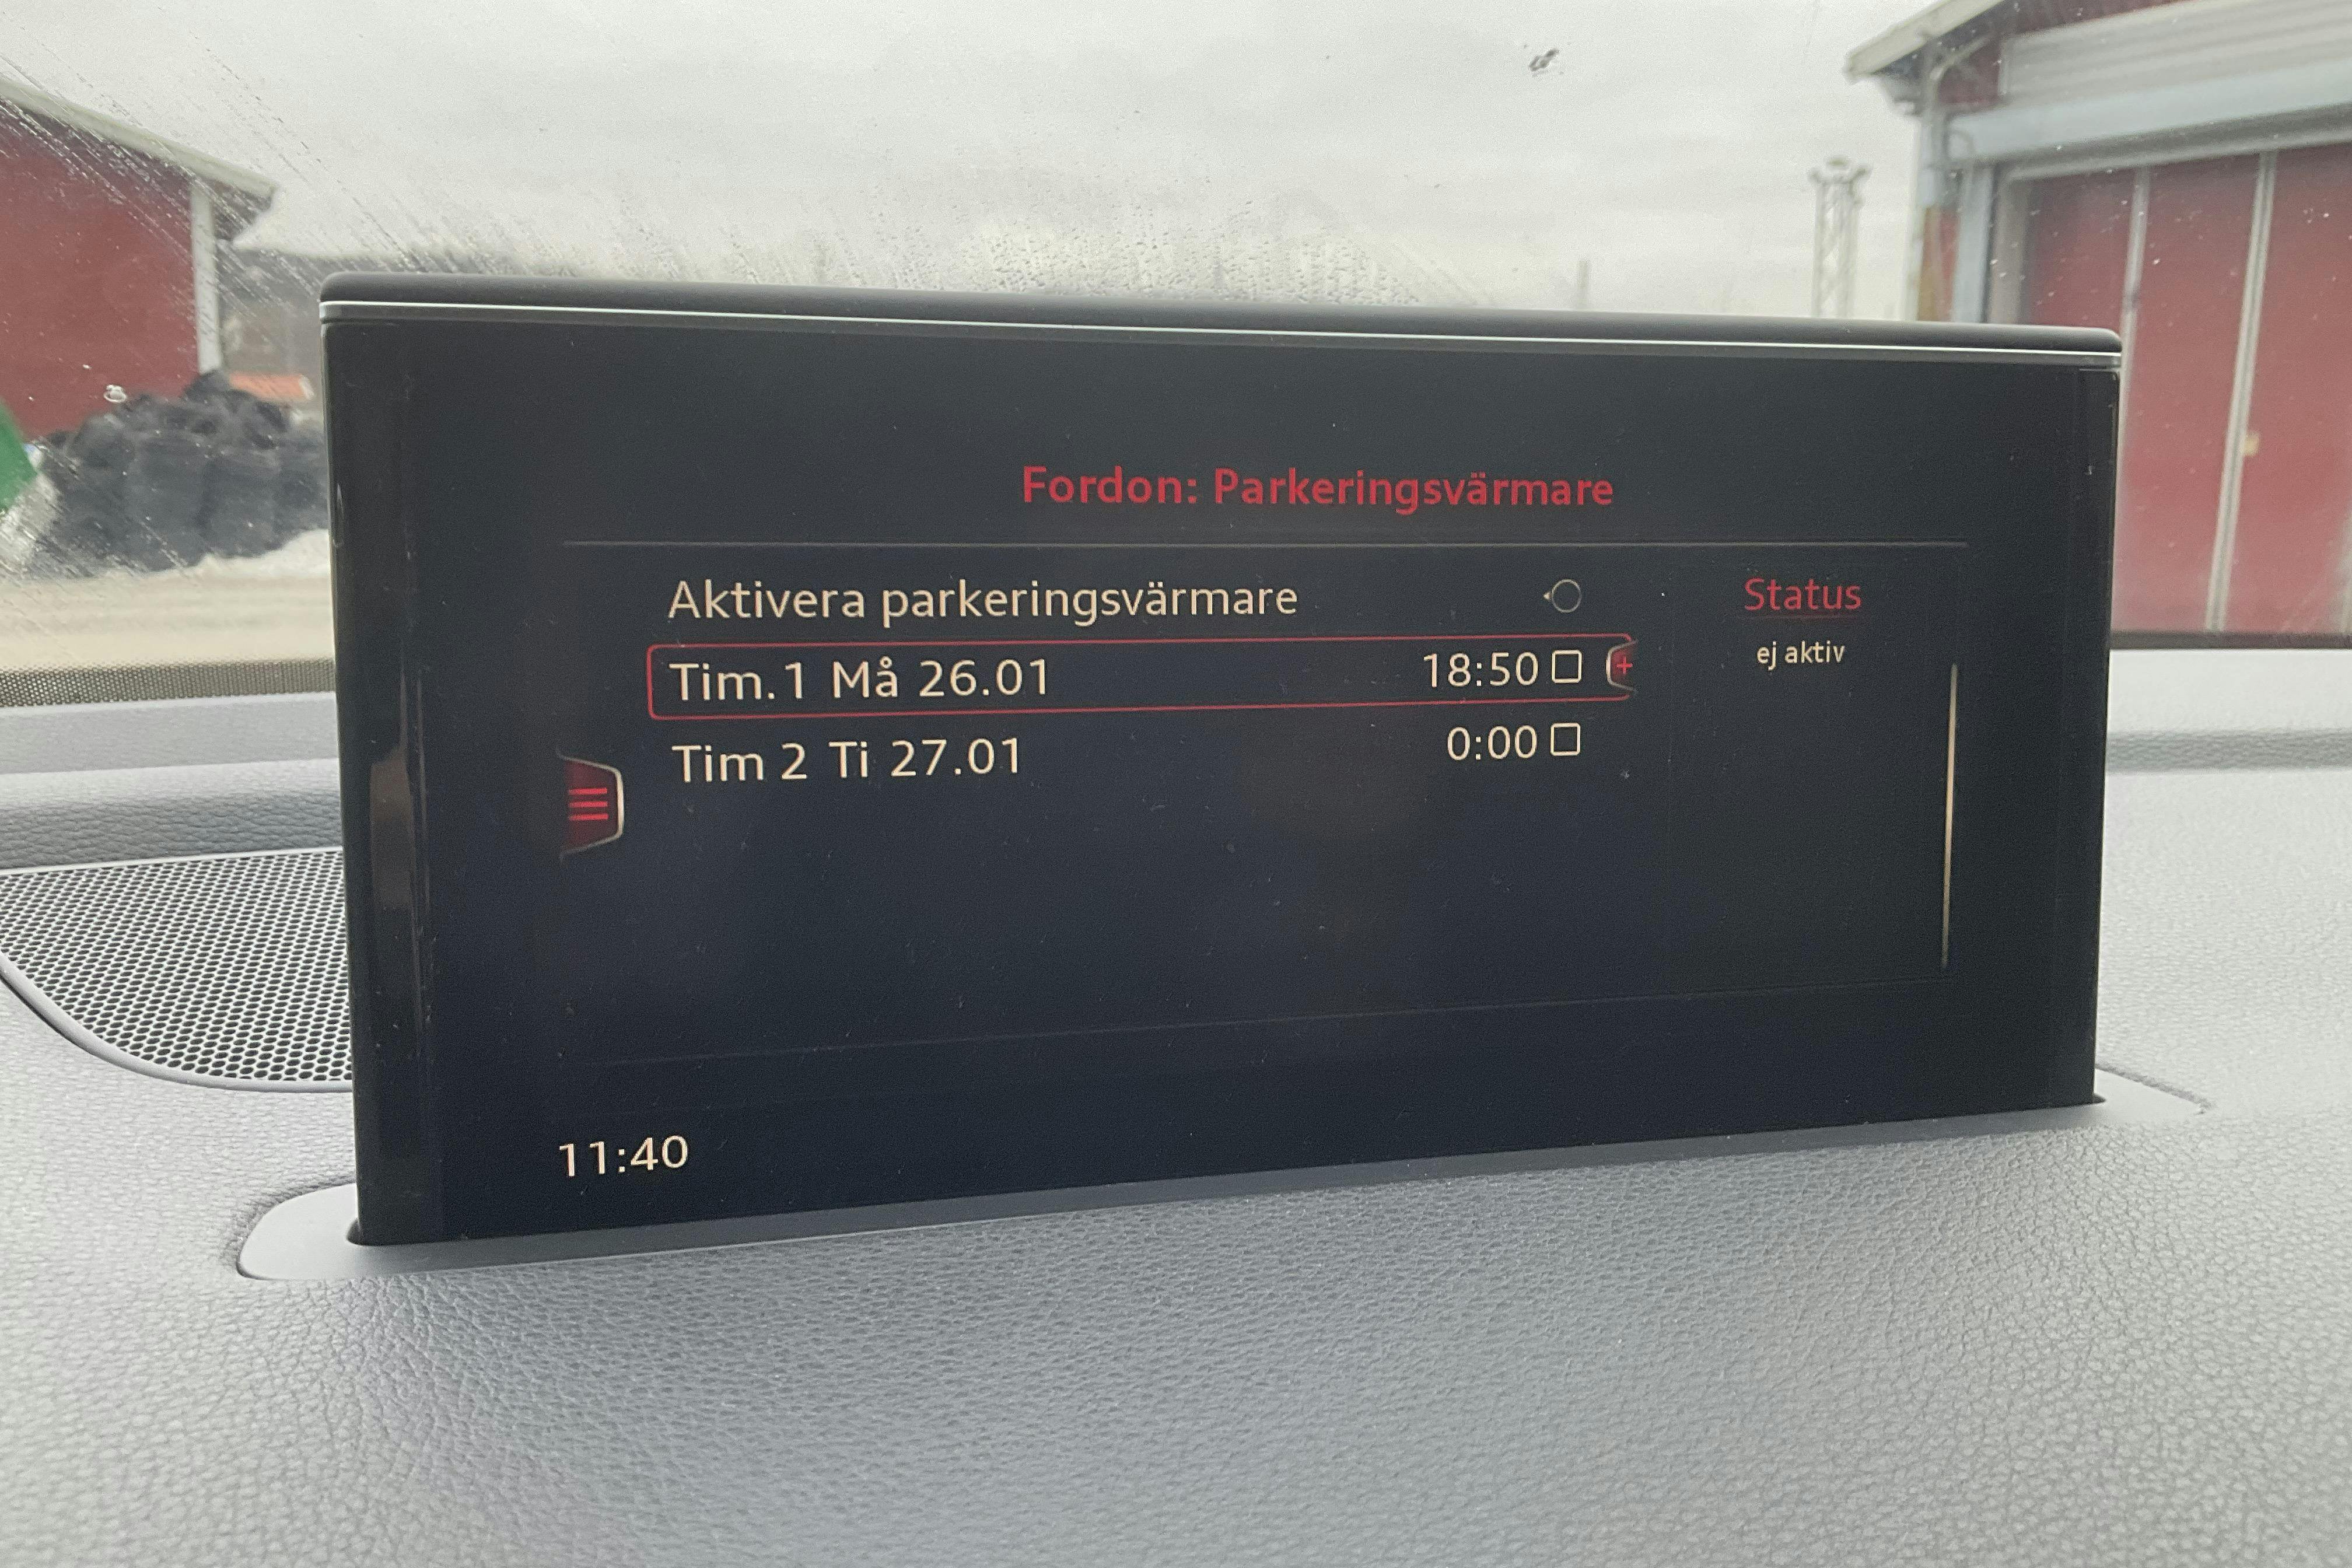 Fordon: Parkeringsvärmare
Aktivera parkeringsvärmare
Status
Tim.1 Må 26.01 18:50
ej aktiv
Tim 2 Ti 27.01 0:00
11:40